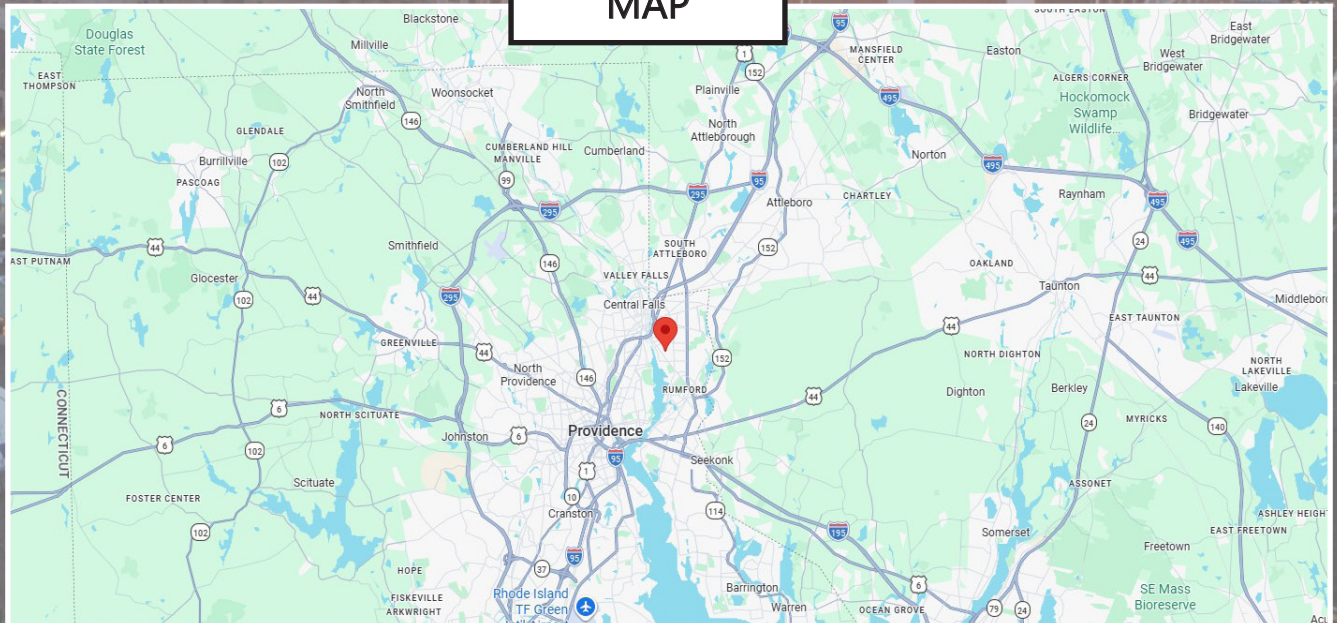 MAP
SOUTH EASTON
Blackstone
95
East
Bridgewater
Douglas
State Forest
Millville
1
MANSFIELD
CENTER
Easton
West
Bridgewater
152
EAST
THOMPSON
North
Smithfield
Woonsocket
Plainville
495
ALGERS CORNER
Hockomock
Swamp
Wildlife...
Bridgewater
146
North
Attleborough
GLENDALE
CUMBERLAND HILL
MANVILLE
Cumberland
Norton
102
Burrillville
495
PASCOAG
99
95
295
CHARTLEY
Raynham
495
Attleboro
295
44
Smithfield
SOUTH
ATTLEBORO
152
24
495
AST PUTNAM
146
OAKLAND
Glocester
VALLEY FALLS
44
Taunton
102
44
295
Central Falls
Middleboro
EAST TAUNTON
44
GREENVILLE
44
152
NORTH DIGHTON
NORTH
LAKEVILLE
North
Providence
146
RUMFORD
44
Dighton
Berkley
Lakeville
CONNECTICUT
6
NORTH SCITUATE
MYRICKS
140
6
Johnston
6
Providence
24
102
95
Seekonk
1
Scituate
ASSONET
FOSTER CENTER
10
Cranston
114
ASHLEY HEIGH
102
195
Somerset
EAST FREETOWN
95
Freetown
37
HOPE
Barrington
6
FISKEVILLE
ARKWRIGHT
Rhode Island
TF Green
Warren
OCEAN GROVE
79
24
SE Mass
Bioreserve